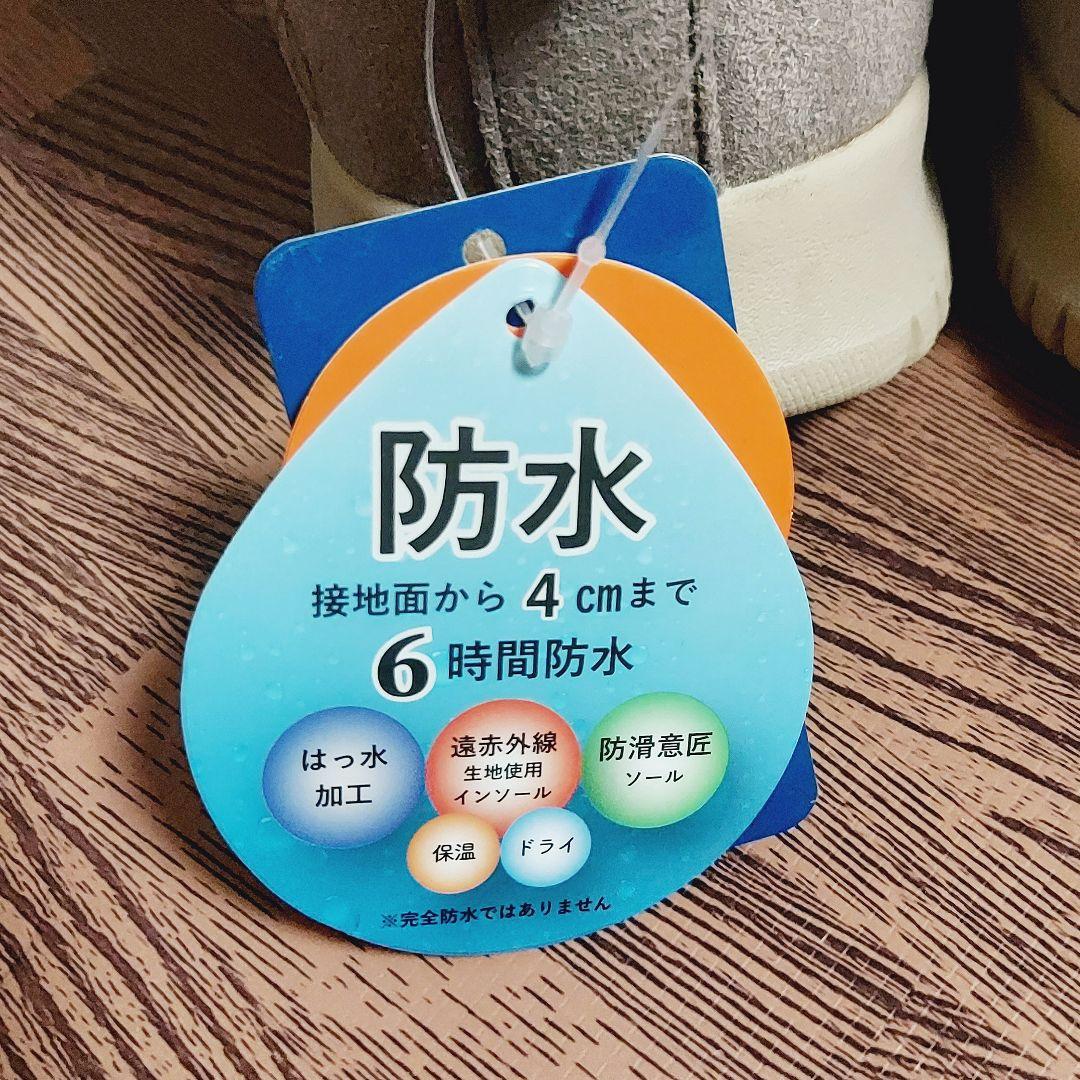 防水
接地面から4cmまで
6時間防水
はっ水
加工
遠赤外線
生地使用
インソール
防滑意匠
ソール
保温
ドライ
※完全防水ではありません